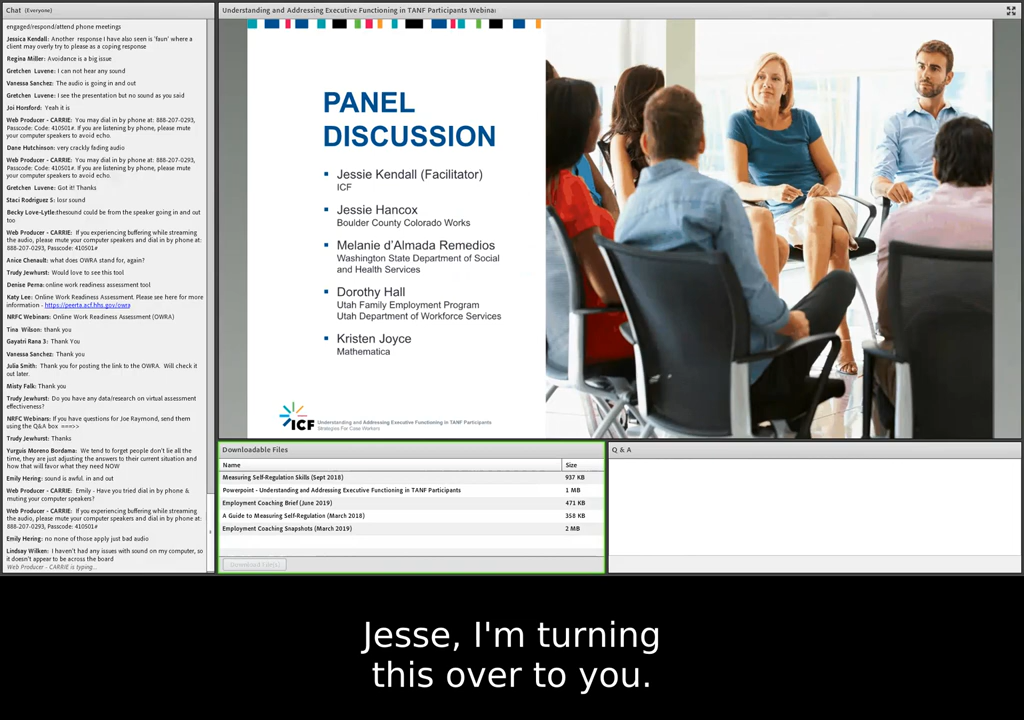 Chat (Everyone)
engaged/respond/attend phone meetings
Jessica Kendall: Another response I have also seen is 'faun' where a
client may overly try to please as a coping response
Regina Miller: Avoidance is a big issue
Gretchen Luvene: I can not hear any sound
Vanessa Sanchez: The audio is going in and out
Gretchen Luvene: I see the presentation but no sound as you said
Joi Horsford: Yeah it is
Web Producer - CARRIE: You may dial in by phone at: 888-207-0293,
Passcode: Code: 410501#. If you are listening by phone, please mute
your computer speakers to avoid echo.
Dane Hutchinson: very crackly fading audio
Web Producer - CARRIE: You may dial in by phone at: 888-207-0293,
Passcode: Code: 410501#. If you are listening by phone, please mute
your computer speakers to avoid echo.
Gretchen Luvene: Got it! Thanks
Staci Rodriguez S: losr sound
Becky Love-Lytle:thesound could be from the speaker going in and out
too
Web Producer - CARRIE: If you experiencing buffering while streaming
the audio, please mute your computer speakers and dial in by phone at:
888-207-0293, Passcode: 410501#
Anice Chenault: what does OWRA stand for, again?
Trudy Jewhurst: Would love to see this tool
Denise Perna: online work readiness assessment tool
Katy Lee: Online Work Readiness Assessment. Please see here for more
information - https://peerta.acf.hhs.gov/owra
NRFC Webinars: Online Work Readiness Assessment (OWRA)
Tina Wilson: thank you
Gayatri Rana 3: Thank You
Vanessa Sanchez: Thank you
Julia Smith: Thank you for posting the link to the OWRA. Will check it
out later.
Misty Falk: Thank you
Trudy Jewhurst: Do you have any data/research on virtual assessment
effectiveness?
NRFC Webinars: If you have questions for Joe Raymond, send them
using the Q&A box ===>>
Trudy Jewhurst: Thanks
Yurguis Moreno Bordama: We tend to forget people don't lie all the
time, they are just adjusting the answers to their current situation and
how that will favor what they need NOW
Emily Hering: sound is awful. in and out
Web Producer - CARRIE: Emily - Have you tried dial in by phone &
muting your computer speakers?
Web Producer - CARRIE: If you experiencing buffering while streaming
the audio, please mute your computer speakers and dial in by phone at:
888-207-0293, Passcode: 410501#
Emily Hering: no none of those apply just bad audio
Lindsay Wilken: I haven't had any issues with sound on my computer, so
it doesn't appear to be across the board
Web Producer - CARRIE is typing...
Understanding and Addressing Executive Functioning in TANF Participants Webinar
PANEL
DISCUSSION
Jessie Kendall (Facilitator)
ICF
Jessie Hancox
Boulder County Colorado Works
Melanie d'Almada Remedios
Washington State Department of Social
and Health Services
Dorothy Hall
Utah Family Employment Program
Utah Department of Workforce Services
Kristen Joyce
Mathematica
ICF
Understanding and Addressing Executive Functioning in TANF Participants
Strategies For Case Workers
Downloadable Files
Name Size
Measuring Self-Regulation Skills (Sept 2018) 937 KB
Powerpoint - Understanding and Addressing Executive Functioning in TANF Participants 1 MB
Employment Coaching Brief (June 2019) 471 KB
A Guide to Measuring Self-Regulation (March 2018) 358 KB
Employment Coaching Snapshots (March 2019) 2 MB
Download File(s)
Q & A
Jesse, I'm turning
this over to you.